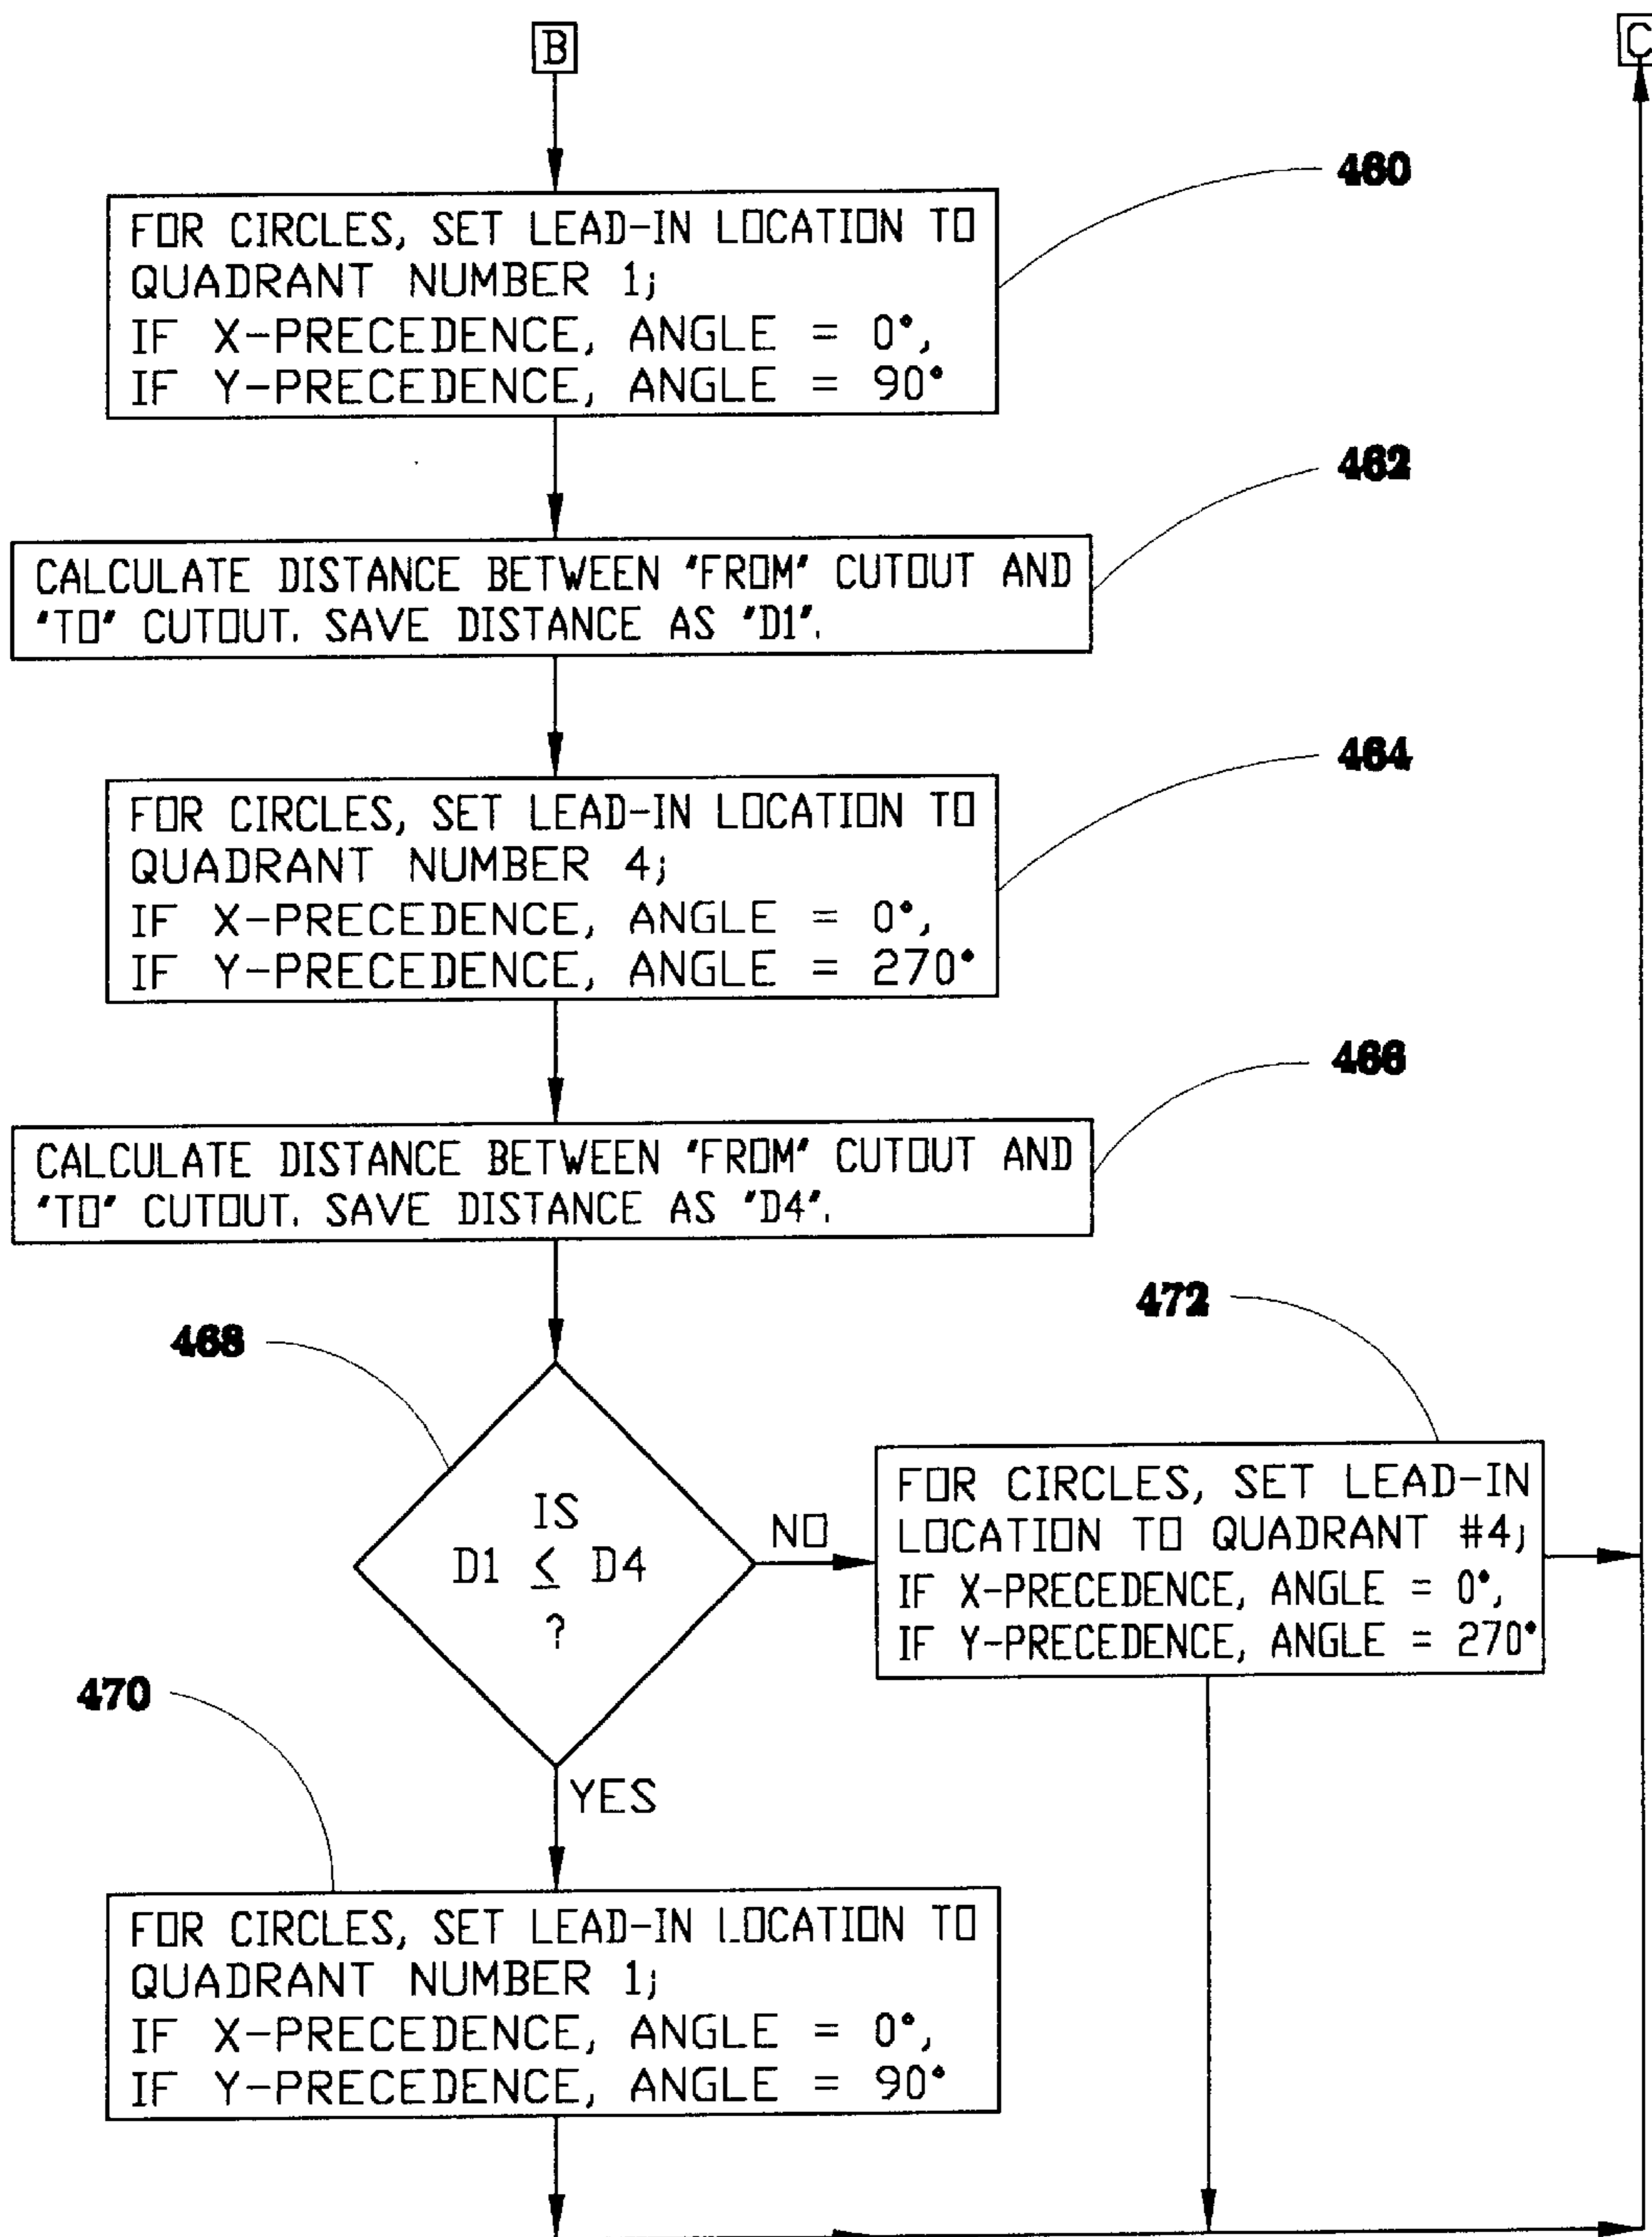 B
C
460
FOR CIRCLES, SET LEAD-IN LOCATION TO
QUADRANT NUMBER 1;
IF X-PRECEDENCE, ANGLE = 0°,
IF Y-PRECEDENCE, ANGLE = 90°
462
CALCULATE DISTANCE BETWEEN "FROM" CUTOUT AND
"TO" CUTOUT. SAVE DISTANCE AS "D1".
464
FOR CIRCLES, SET LEAD-IN LOCATION TO
QUADRANT NUMBER 4;
IF X-PRECEDENCE, ANGLE = 0°,
IF Y-PRECEDENCE, ANGLE = 270°
466
CALCULATE DISTANCE BETWEEN "FROM" CUTOUT AND
"TO" CUTOUT. SAVE DISTANCE AS "D4".
468
IS
D1 ≤ D4
?
NO
472
FOR CIRCLES, SET LEAD-IN
LOCATION TO QUADRANT #4;
IF X-PRECEDENCE, ANGLE = 0°,
IF Y-PRECEDENCE, ANGLE = 270°
YES
470
FOR CIRCLES, SET LEAD-IN LOCATION TO
QUADRANT NUMBER 1;
IF X-PRECEDENCE, ANGLE = 0°,
IF Y-PRECEDENCE, ANGLE = 90°